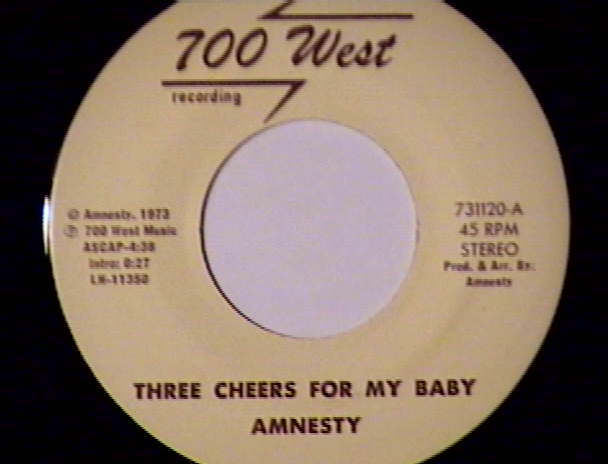 700 West
recording
© Amnesty, 1973
℗ 700 West Music
ASCAP-4:38
Intro: 0:27
LH-11350
731120-A
45 RPM
STEREO
Prod. & Arr. By:
Amnesty
THREE CHEERS FOR MY BABY
AMNESTY